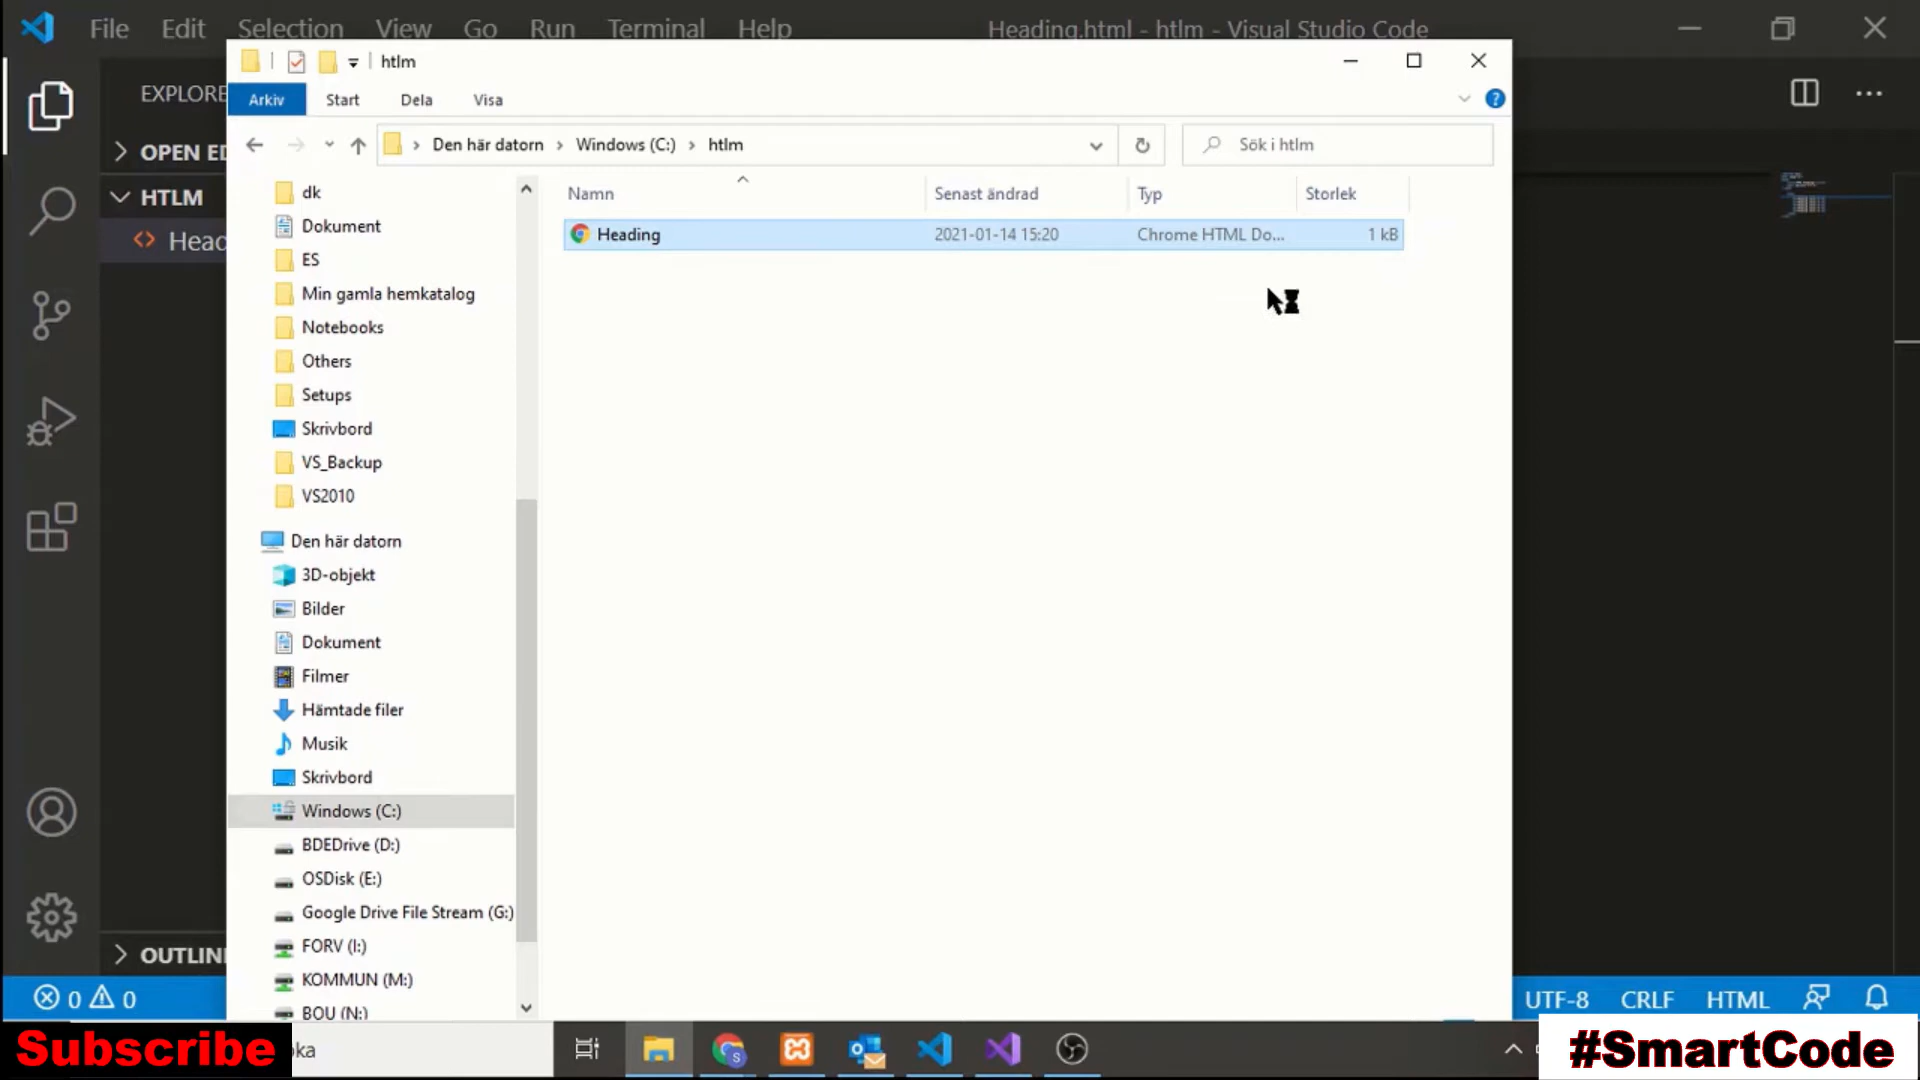 File Edit Selection View Go Run Terminal Help Heading.html - htlm - Visual Studio Code
htlm
EXPLORE
Arkiv Start Dela Visa
OPEN ED
Den här datorn Windows (C:) htlm Sök i htlm
HTLM
Head
Namn Senast ändrad Typ Storlek
Heading 2021-01-14 15:20 Chrome HTML Do... 1 kB
dk
Dokument
ES
Min gamla hemkatalog
Notebooks
Others
Setups
Skrivbord
VS_Backup
VS2010
Den här datorn
3D-objekt
Bilder
Dokument
Filmer
Hämtade filer
Musik
Skrivbord
Windows (C:)
BDEDrive (D:)
OSDisk (E:)
Google Drive File Stream (G:)
FORV (I:)
KOMMUN (M:)
BOU (N:)
OUTLIN
0 0 UTF-8 CRLF HTML
Subscribe
ka
#SmartCode